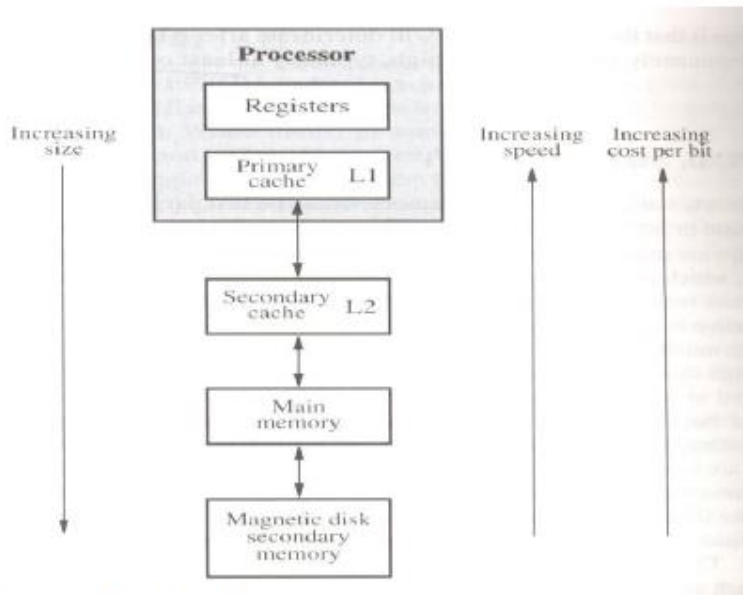 Processor
Registers
Increasing
size
Increasing
speed
Increasing
cost per bit
Primary
cache L1
Secondary
cache L2
Main
memory
Magnetic disk
secondary
memory